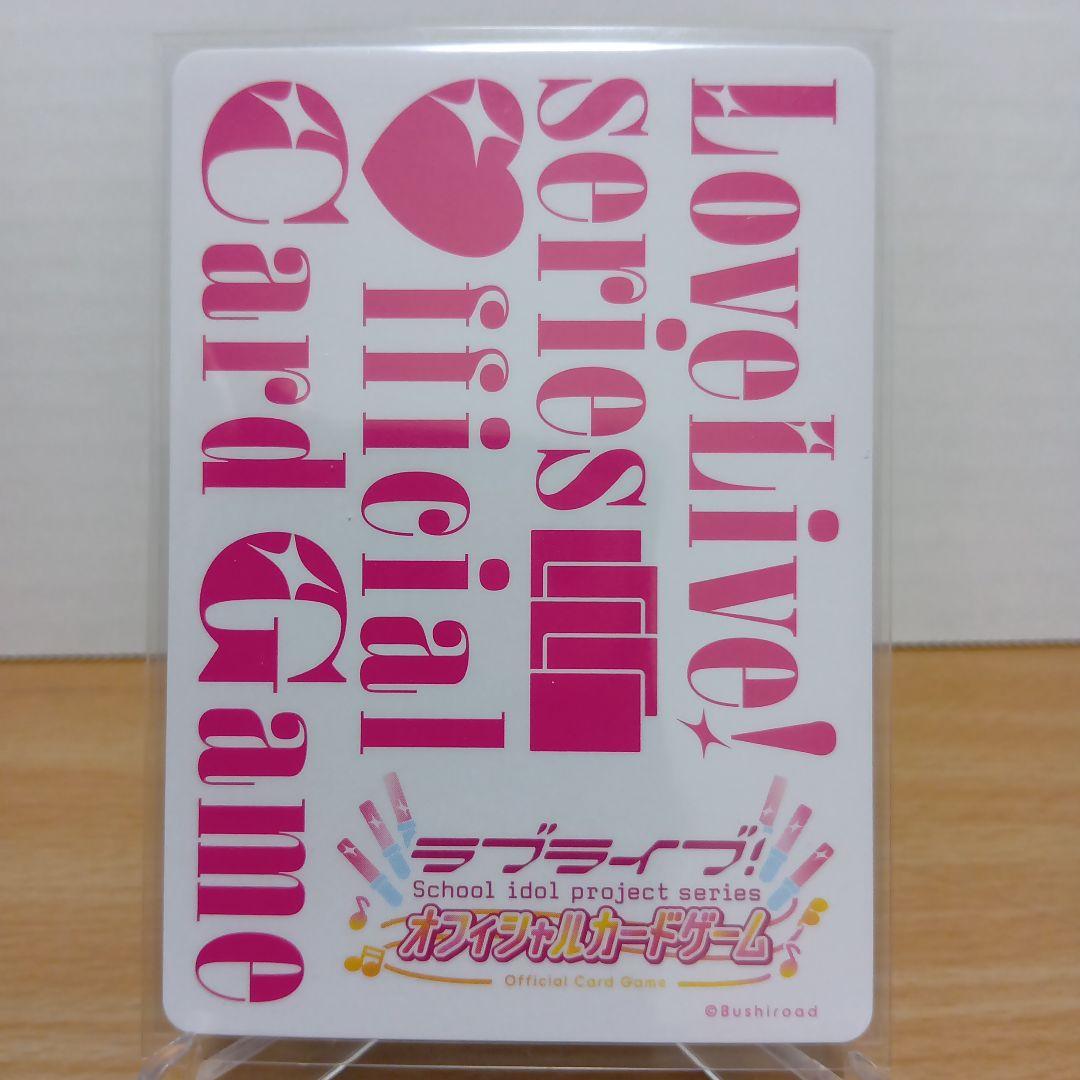 LoveLive!
series
♥fficial
Card Game
ラブライブ!
School idol project series
オフィシャルカードゲーム
Official Card Game
©Bushiroad